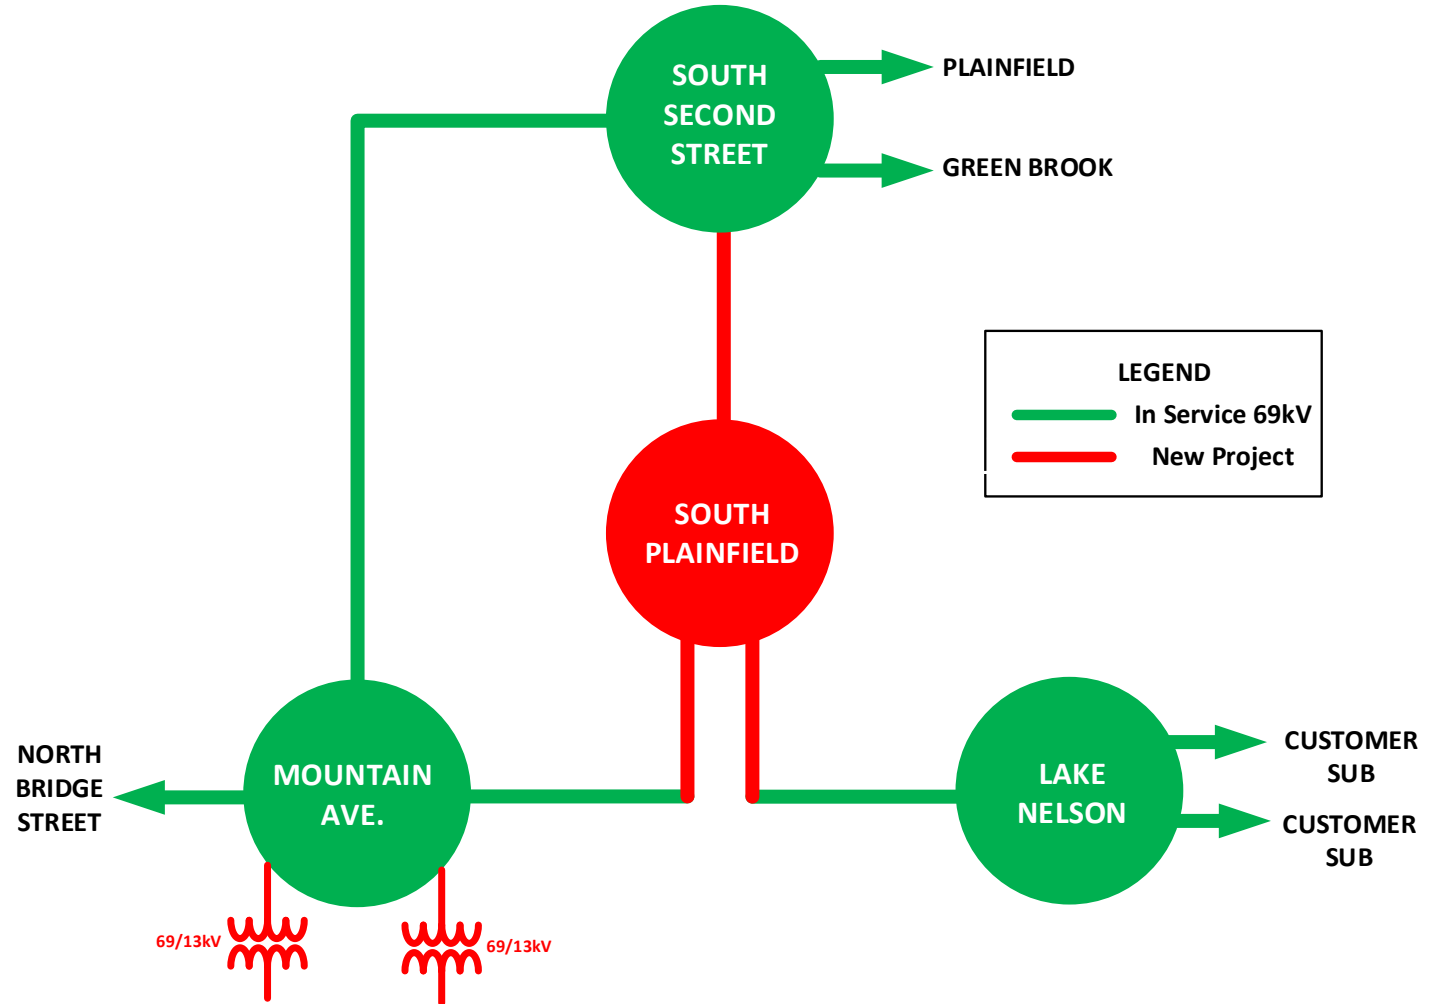 SOUTH
SECOND
STREET
PLAINFIELD
GREEN BROOK
LEGEND
In Service 69kV
New Project
SOUTH
PLAINFIELD
NORTH
BRIDGE
STREET
MOUNTAIN
AVE.
LAKE
NELSON
CUSTOMER
SUB
CUSTOMER
SUB
69/13kV
69/13kV